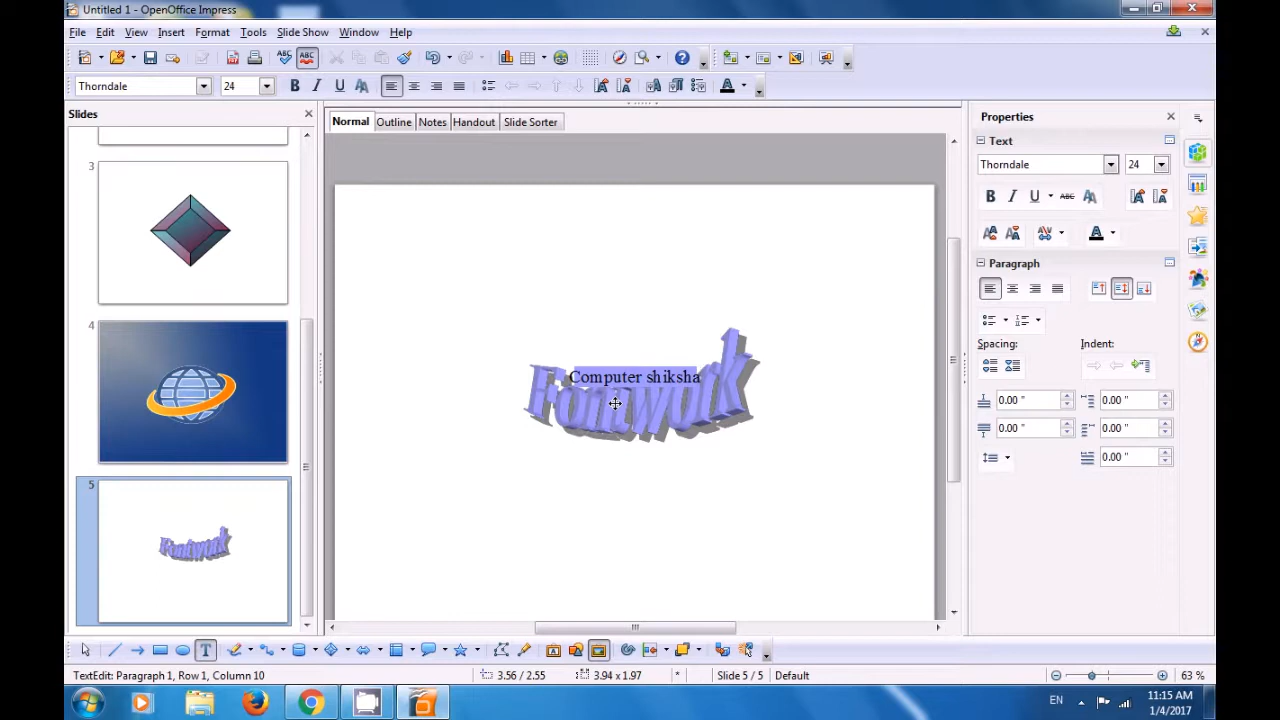 Untitled 1 - OpenOffice Impress
File Edit View Insert Format Tools Slide Show Window Help
Thorndale 24
Slides
Normal Outline Notes Handout Slide Sorter
Properties
Text
Thorndale 24
Paragraph
Spacing: Indent:
0.00 " 0.00 "
0.00 " 0.00 "
0.00 "
3
4
5
Fontwork
Computer shiksha
Fontwork
TextEdit: Paragraph 1, Row 1, Column 10 3.56 / 2.55 3.94 x 1.97 * Slide 5 / 5 Default 63 %
EN 11:15 AM
1/4/2017